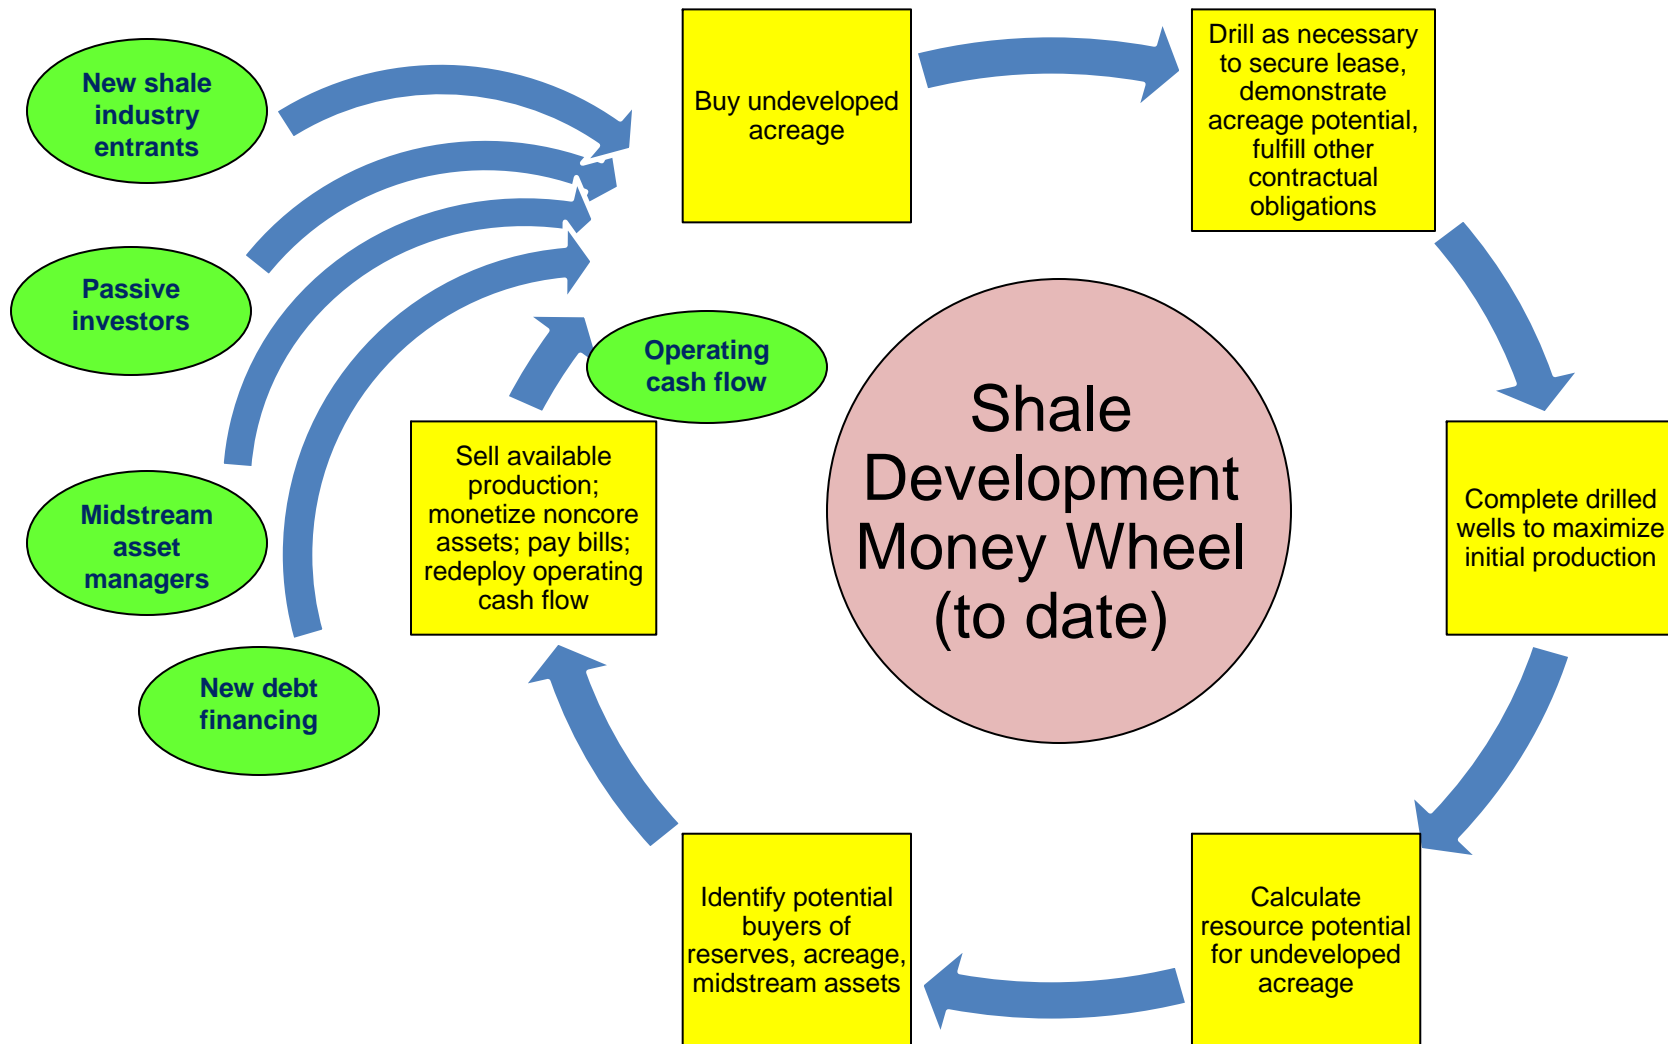 New shale
industry
entrants
Passive
investors
Midstream
asset
managers
New debt
financing
Operating
cash flow
Buy undeveloped
acreage
Drill as necessary
to secure lease,
demonstrate
acreage potential,
fulfill other
contractual
obligations
Complete drilled
wells to maximize
initial production
Calculate
resource potential
for undeveloped
acreage
Identify potential
buyers of
reserves, acreage,
midstream assets
Sell available
production;
monetize noncore
assets; pay bills;
redeploy operating
cash flow
Shale
Development
Money Wheel
(to date)